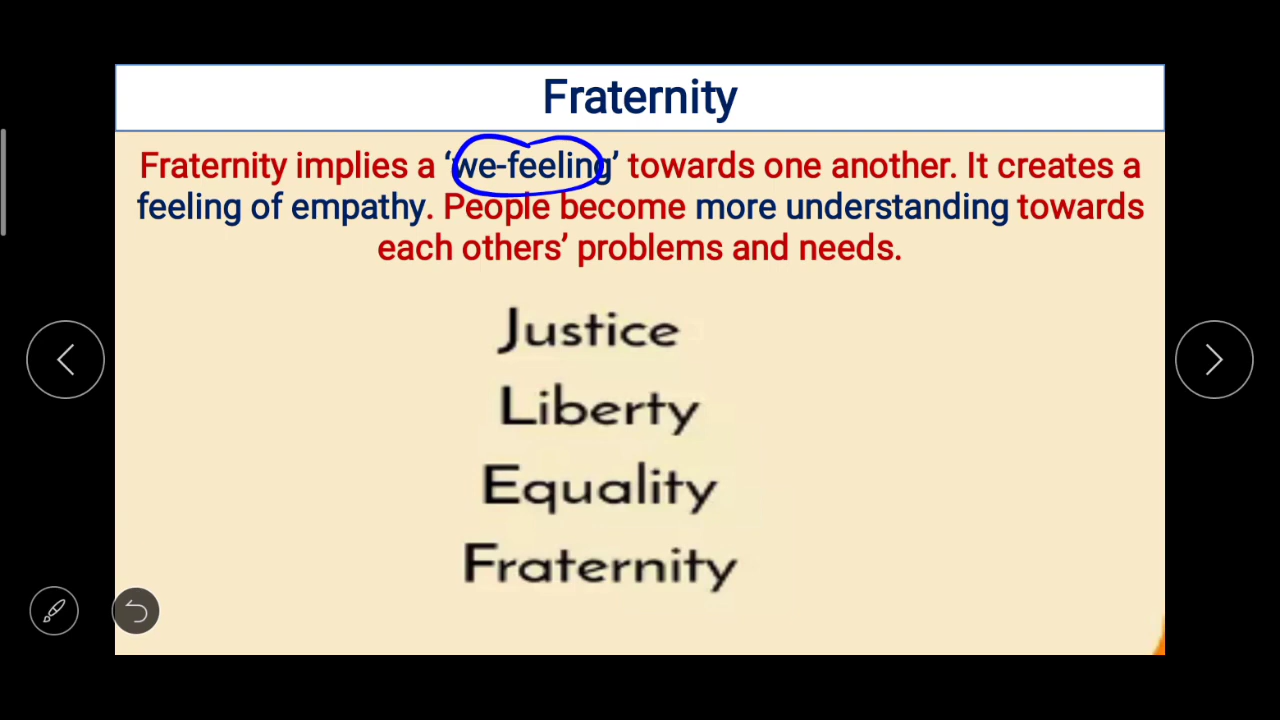 Fraternity
Fraternity implies a ‘we-feeling’ towards one another. It creates a
feeling of empathy. People become more understanding towards
each others’ problems and needs.
Justice
Liberty
Equality
Fraternity